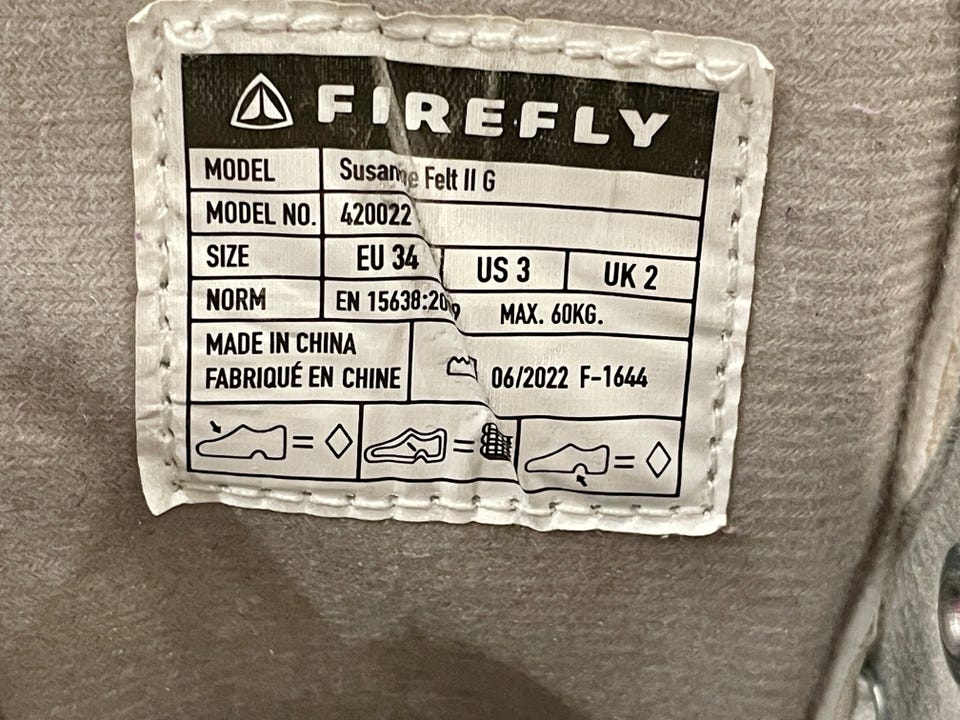 FIREFLY
MODEL Susanne Felt II G
MODEL NO. 420022
SIZE EU 34 US 3 UK 2
NORM EN 15638:2019 MAX. 60KG.
MADE IN CHINA
FABRIQUÉ EN CHINE
06/2022 F-1644